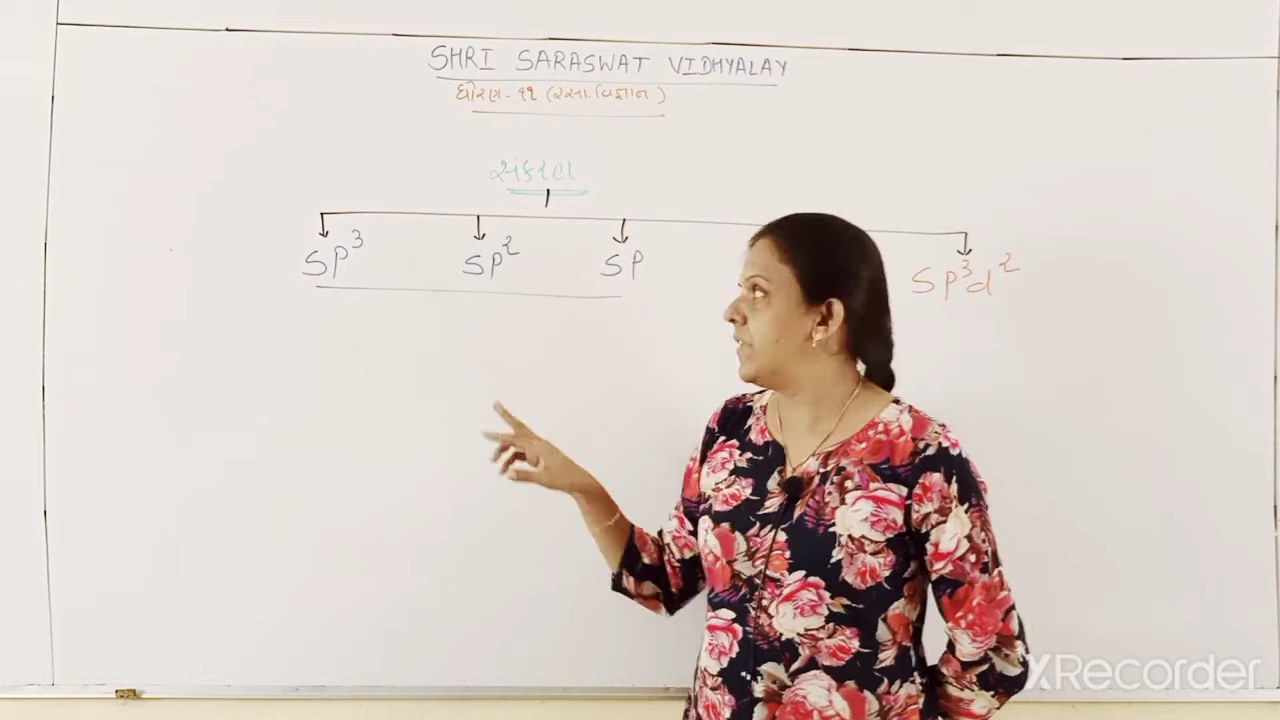 SHRI SARASWAT VIDHYALAY
ધોરણ - ૧૧ (રસા. વિજ્ઞાન)
સંકરણ
SP³ SP² SP SP³d²
XRecorder